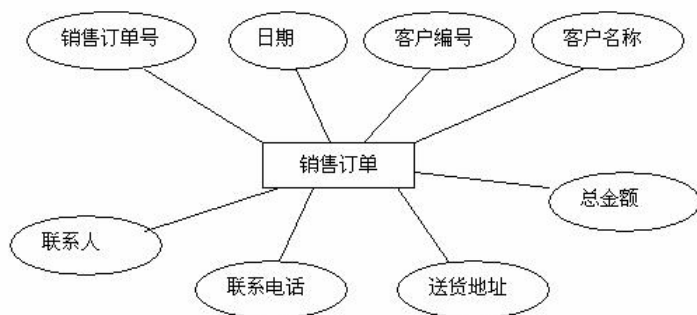 销售订单号
日期
客户编号
客户名称
销售订单
总金额
联系人
联系电话
送货地址